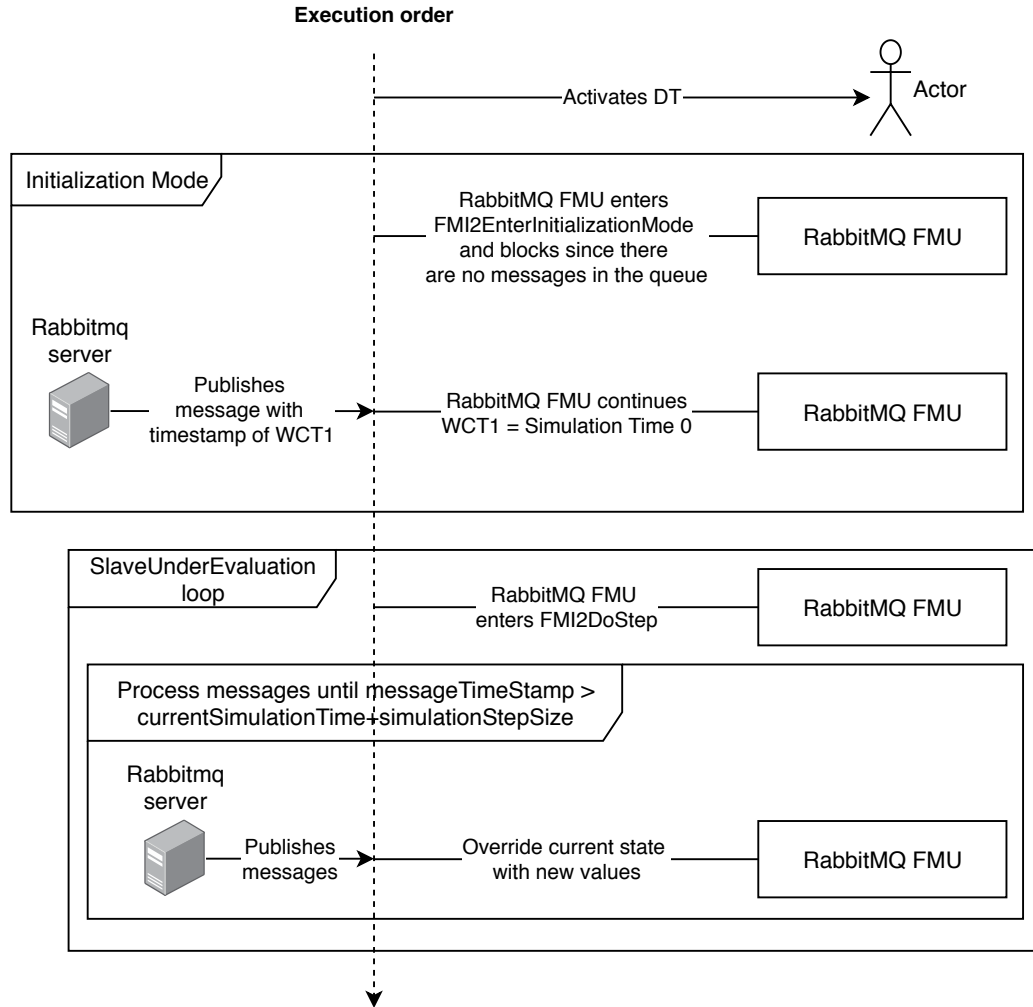 Execution order
Activates DT
Actor
Initialization Mode
RabbitMQ FMU enters
FMI2EnterInitializationMode
and blocks since there
are no messages in the queue
RabbitMQ FMU
Rabbitmq
server
Publishes
message with
timestamp of WCT1
RabbitMQ FMU continues
WCT1 = Simulation Time 0
RabbitMQ FMU
SlaveUnderEvaluation
loop
RabbitMQ FMU
enters FMI2DoStep
RabbitMQ FMU
Process messages until messageTimeStamp >
currentSimulationTime+simulationStepSize
Rabbitmq
server
Publishes
messages
Override current state
with new values
RabbitMQ FMU